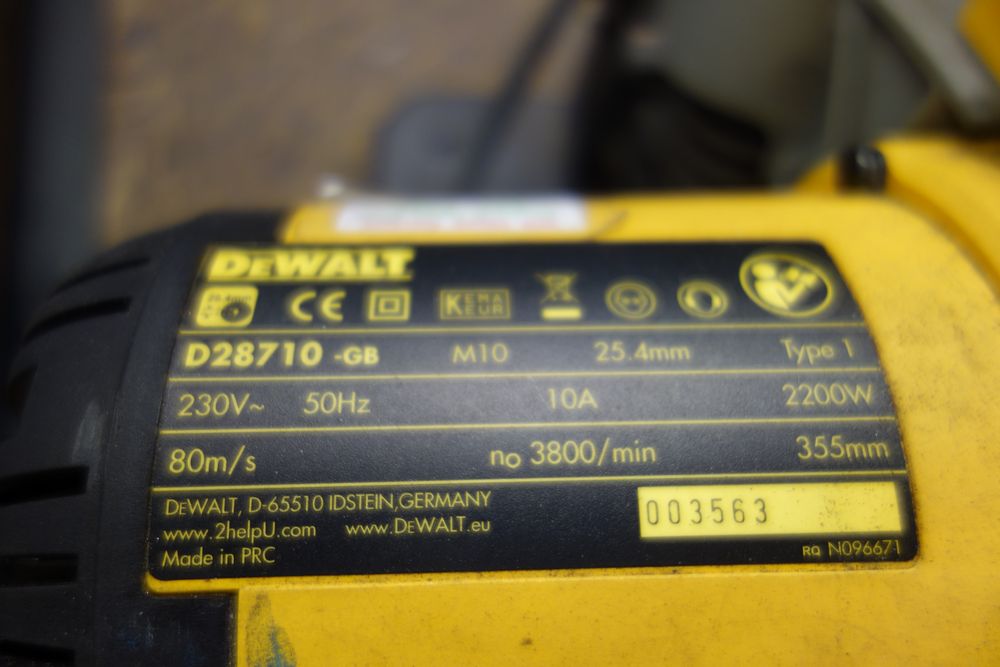 DEWALT
CE KEMA KEUR
D28710 -GB M10 25.4mm Type 1
230V~ 50Hz 10A 2200W
80m/s no 3800/min 355mm
DEWALT, D-65510 IDSTEIN,GERMANY
www.2helpU.com www.DEWALT.eu
003563
Made in PRC
RQ N096671